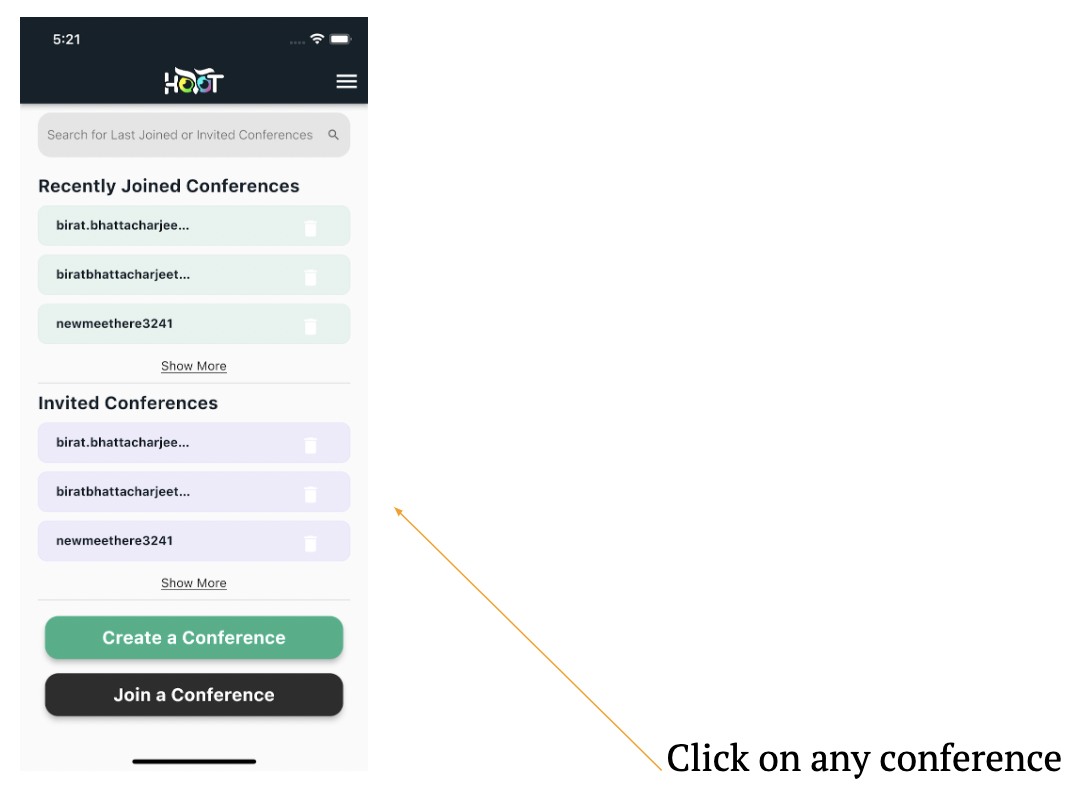 5:21
HOOT
Search for Last Joined or Invited Conferences
Recently Joined Conferences
birat.bhattacharjee...
biratbhattacharjeet...
newmeethere3241
Show More
Invited Conferences
birat.bhattacharjee...
biratbhattacharjeet...
newmeethere3241
Show More
Create a Conference
Join a Conference
Click on any conference